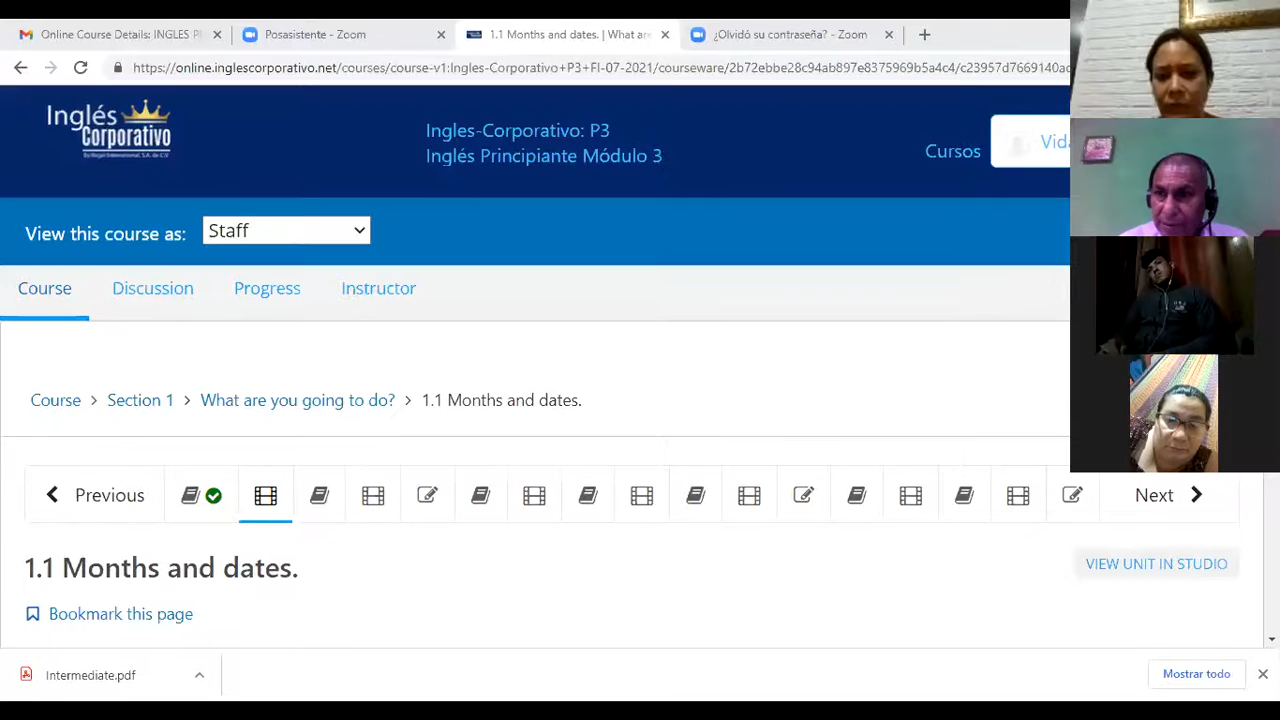 Online Course Details: INGLES P
Posasistente - Zoom
1.1 Months and dates. | What are
¿Olvidó su contraseña? - Zoom
https://online.inglescorporativo.net/courses/course-v1:Ingles-Corporativo+P3+FI-07-2021/courseware/2b72ebbe28c94ab897e8375969b5a4c4/c23957d7669140ac
Inglés
Corporativo
Ingles-Corporativo: P3
Inglés Principiante Módulo 3
Cursos
Vida
View this course as:
Staff
Course
Discussion
Progress
Instructor
Course > Section 1 > What are you going to do? > 1.1 Months and dates.
Previous
Next
1.1 Months and dates.
VIEW UNIT IN STUDIO
Bookmark this page
Intermediate.pdf
Mostrar todo